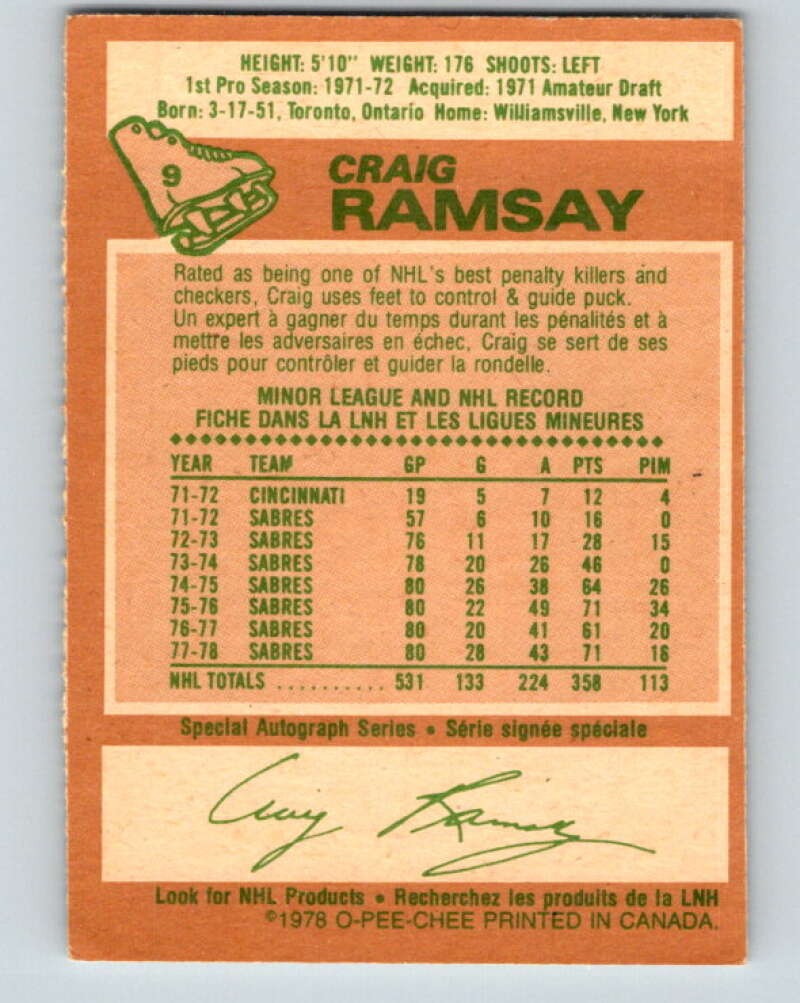 HEIGHT: 5'10" WEIGHT: 176 SHOOTS: LEFT
1st Pro Season: 1971-72 Acquired: 1971 Amateur Draft
Born: 3-17-51, Toronto, Ontario Home: Williamsville, New York
9
CRAIG
RAMSAY
Rated as being one of NHL's best penalty killers and
checkers, Craig uses feet to control & guide puck.
Un expert à gagner du temps durant les pénalités et à
mettre les adversaires en échec, Craig se sert de ses
pieds pour contrôler et guider la rondelle.
MINOR LEAGUE AND NHL RECORD
FICHE DANS LA LNH ET LES LIGUES MINEURES
YEAR TEAM GP G A PTS PIM
71-72 CINCINNATI 19 5 7 12 4
71-72 SABRES 57 6 10 16 0
72-73 SABRES 76 11 17 28 15
73-74 SABRES 78 20 26 46 0
74-75 SABRES 80 26 38 64 26
75-76 SABRES 80 22 49 71 34
76-77 SABRES 80 20 41 61 20
77-78 SABRES 80 28 43 71 16
NHL TOTALS ........... 531 133 224 358 113
Special Autograph Series • Série signée spéciale
Craig Ramsay
Look for NHL Products • Recherchez les produits de la LNH
©1978 O-PEE-CHEE PRINTED IN CANADA.